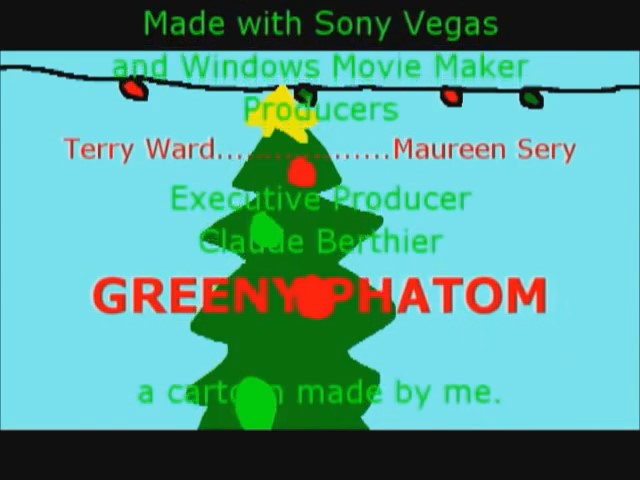 Made with Sony Vegas
and Windows Movie Maker
Producers
Terry Ward..................Maureen Sery
Executive Producer
Claude Berthier
GREENY PHATOM
a cartoon made by me.